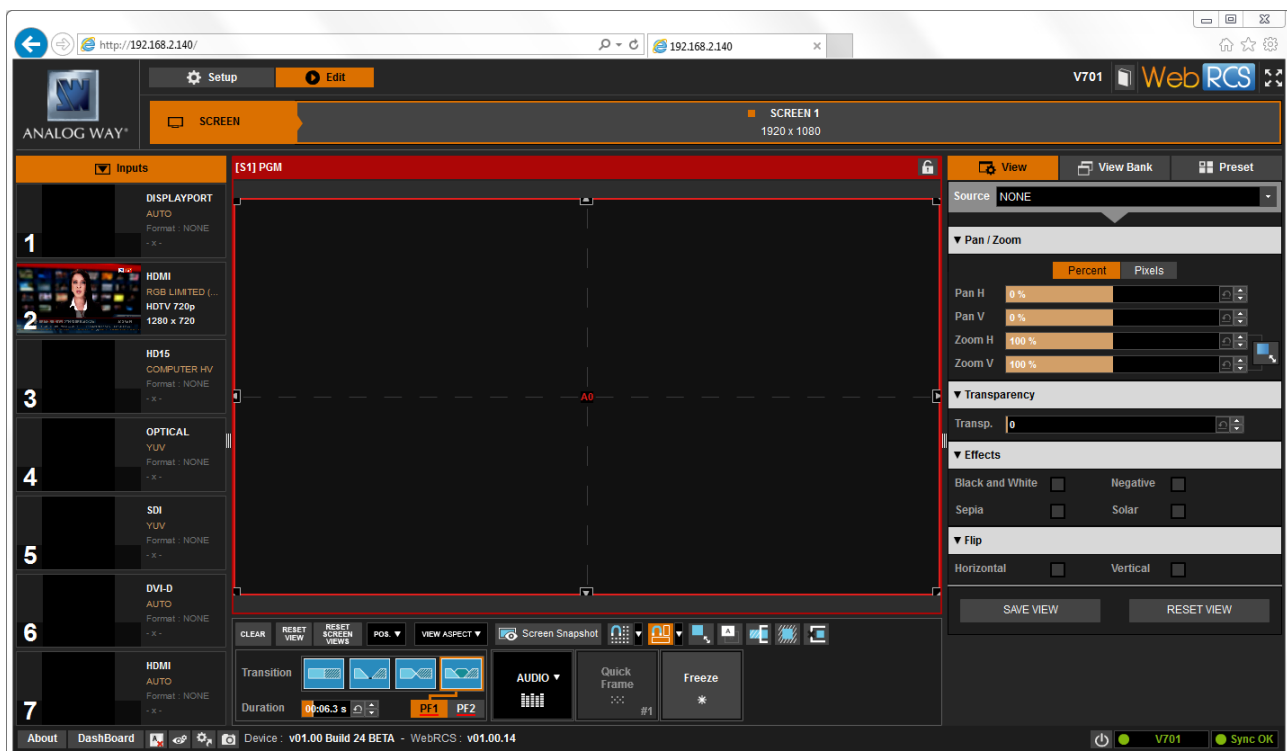 http://192.168.2.140/
192.168.2.140
ANALOG WAY®
Setup
Edit
V701
Web RCS
SCREEN
SCREEN 1
1920 x 1080
Inputs
[S1] PGM
View
View Bank
Preset
DISPLAYPORT
AUTO
Format : NONE
- x -
1
HDMI
RGB LIMITED (...
HDTV 720p
1280 x 720
2
HD15
COMPUTER HV
Format : NONE
- x -
3
OPTICAL
YUV
Format : NONE
- x -
4
SDI
YUV
Format : NONE
- x -
5
DVI-D
AUTO
Format : NONE
- x -
6
HDMI
AUTO
Format : NONE
- x -
7
A0
Source NONE
Pan / Zoom
Percent Pixels
Pan H 0 %
Pan V 0 %
Zoom H 100 %
Zoom V 100 %
Transparency
Transp. 0
Effects
Black and White Negative
Sepia Solar
Flip
Horizontal Vertical
SAVE VIEW RESET VIEW
CLEAR
RESET
VIEW
RESET
SCREEN
VIEWS
POS.
VIEW ASPECT
Screen Snapshot
A
Transition
Duration 00:06.3 s
PF1 PF2
AUDIO
Quick
Frame
#1
Freeze
About DashBoard
Device : v01.00 Build 24 BETA - WebRCS : v01.00.14
V701 Sync OK